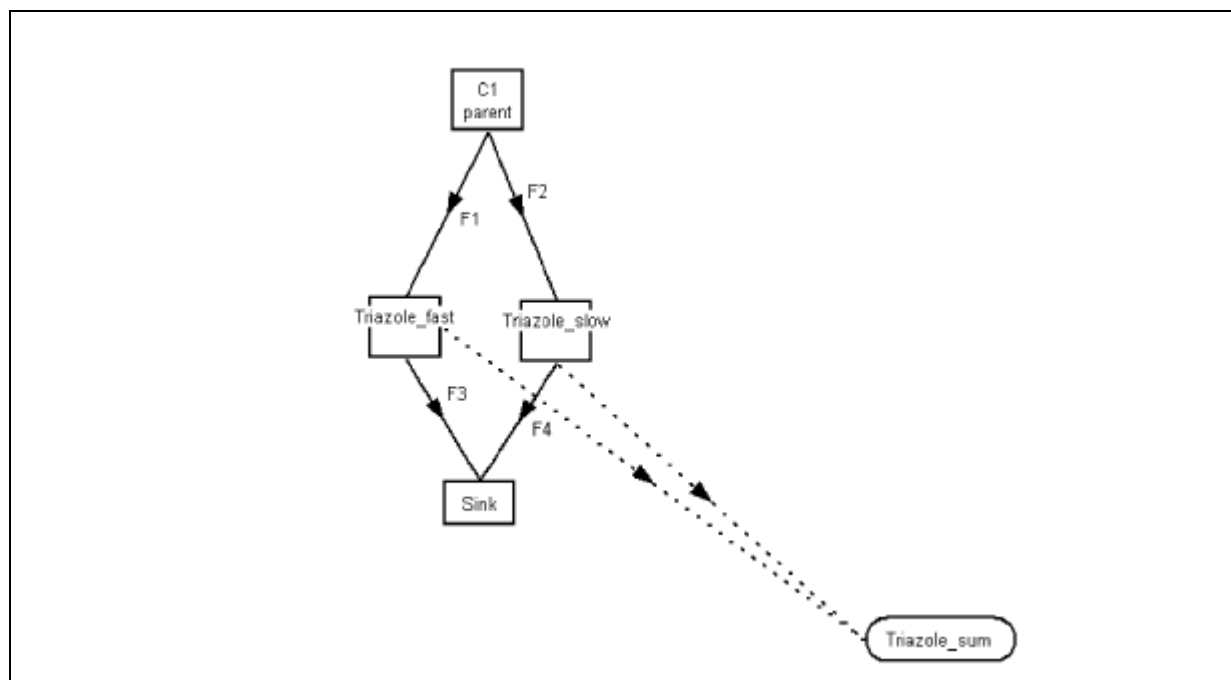 C1
parent
F2
F1
Triazole_fast
Triazole_slow
F3
F4
Sink
Triazole_sum